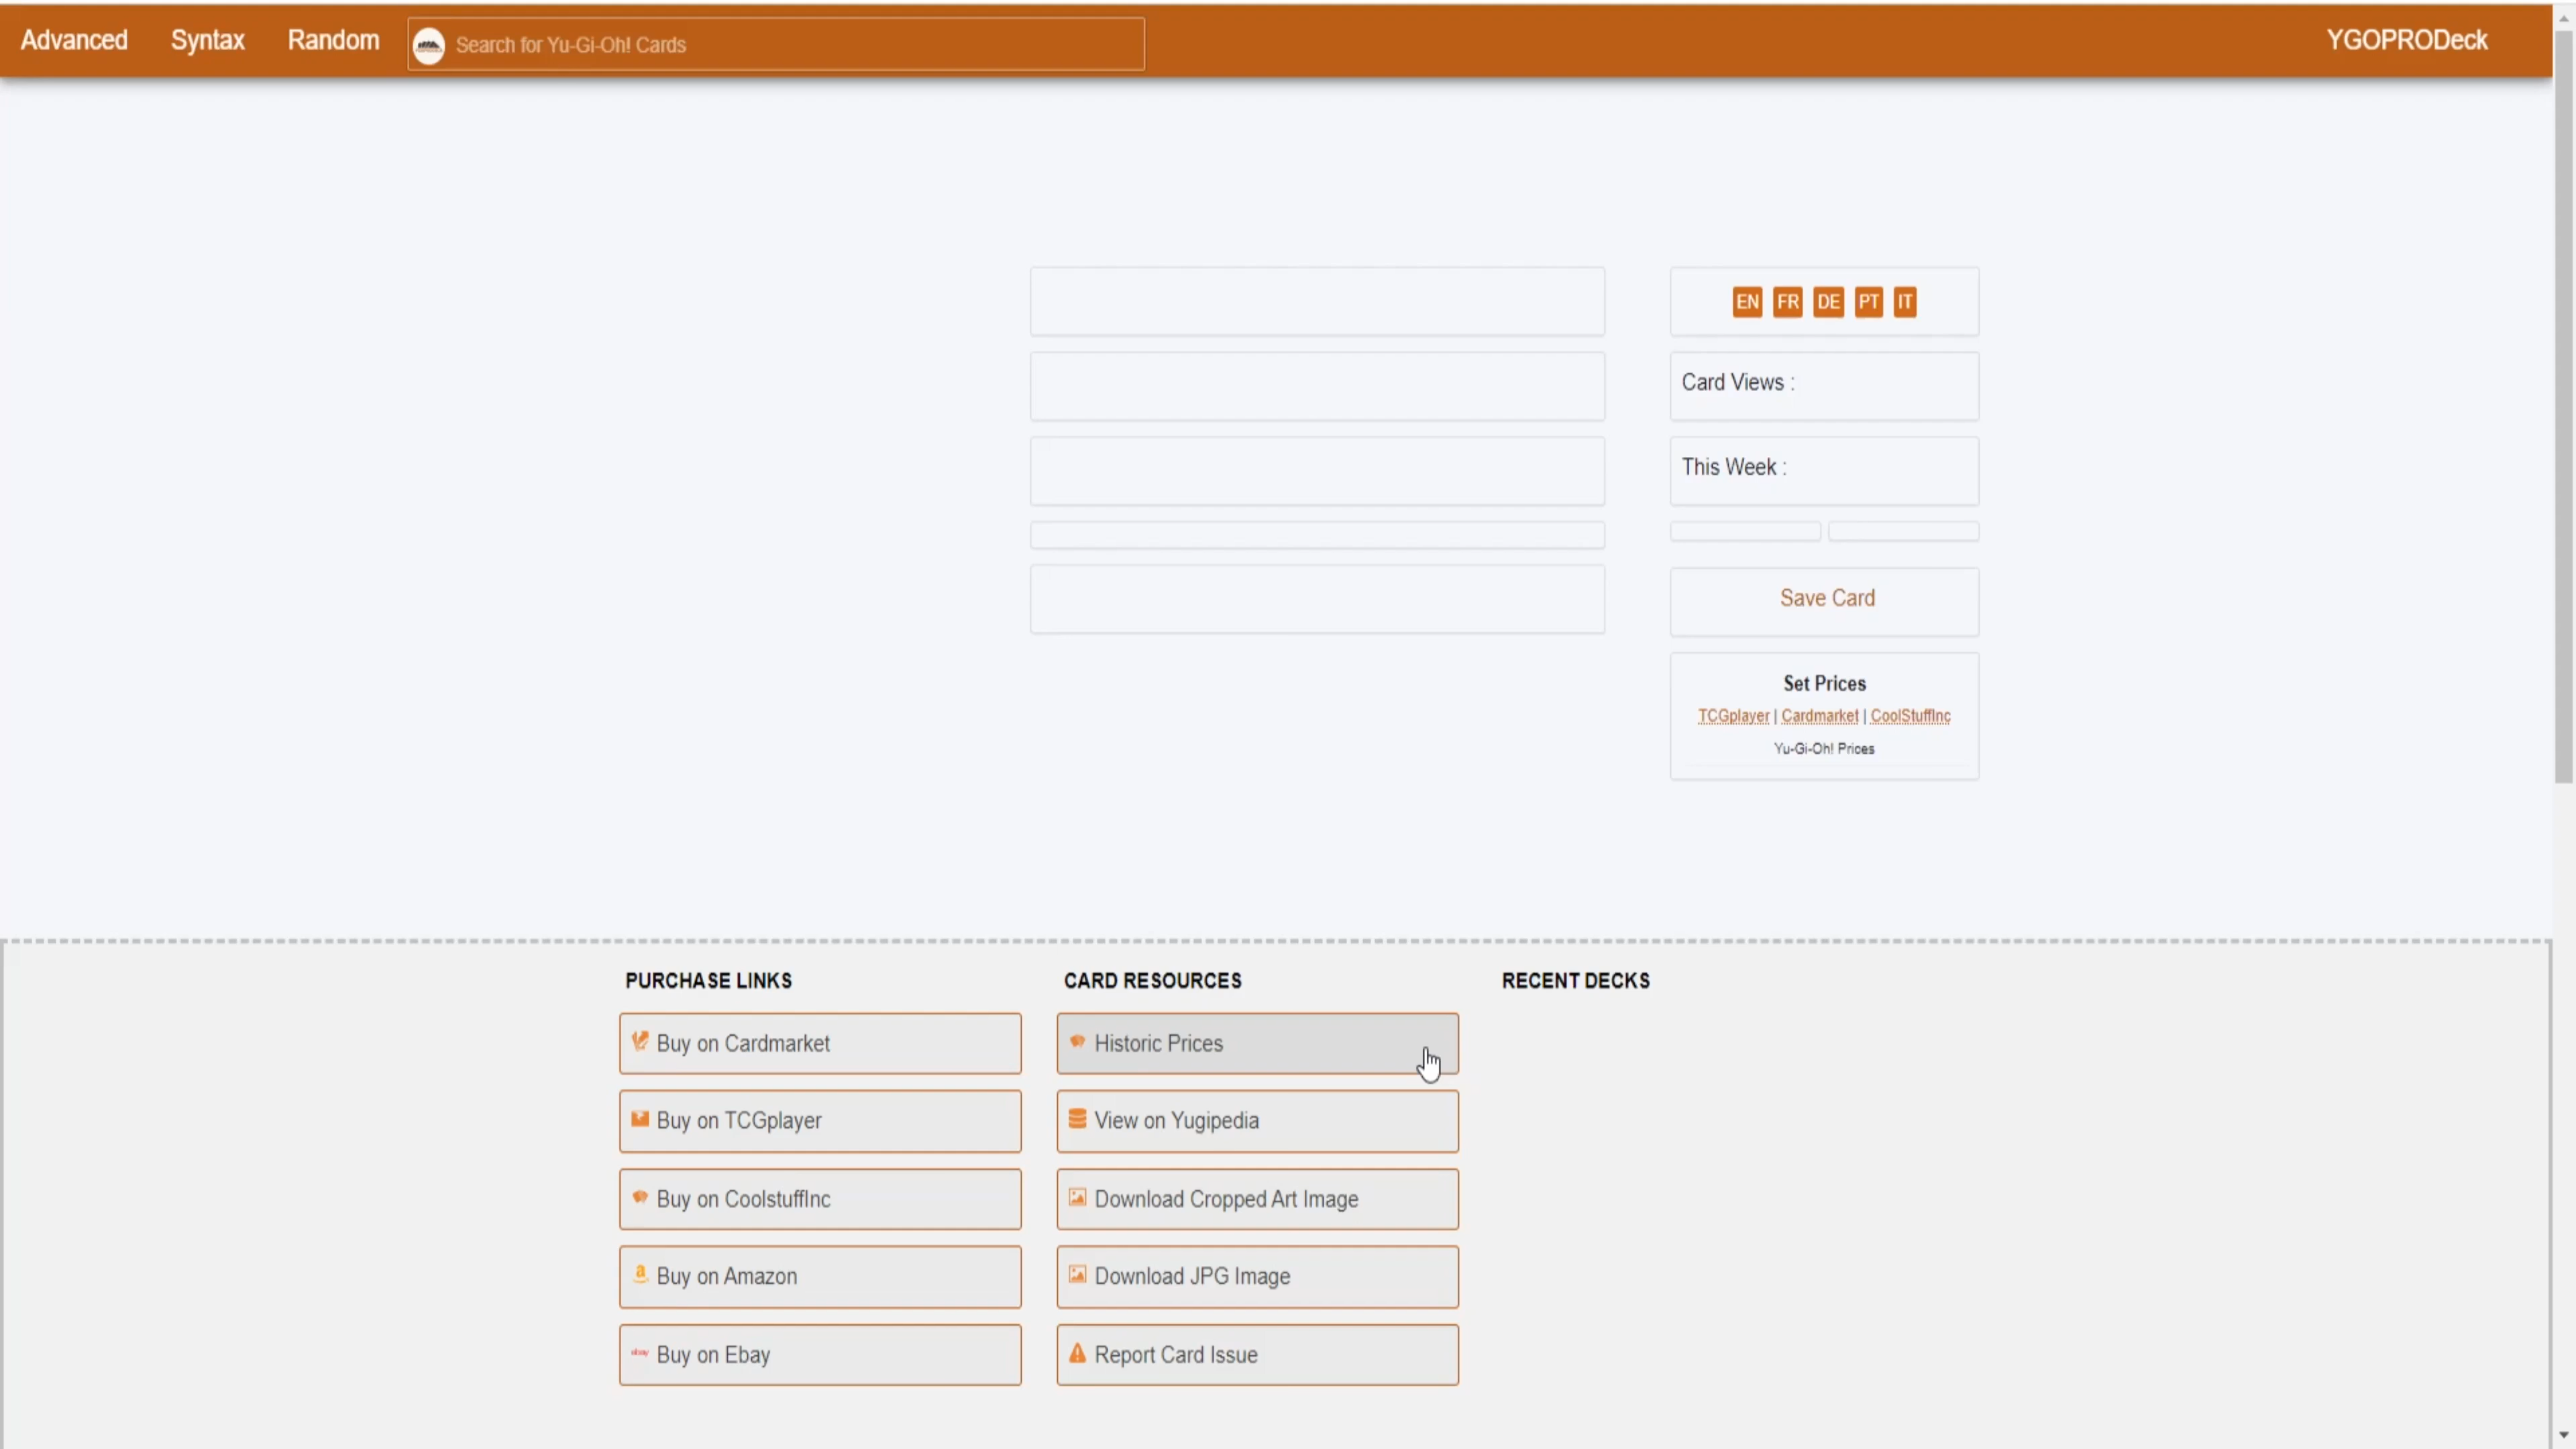 Advanced Syntax Random Search for Yu-Gi-Oh! Cards YGOPRODeck
EN FR DE PT IT
Card Views :
This Week :
Save Card
Set Prices
TCGplayer | Cardmarket | CoolStuffInc
Yu-Gi-Oh! Prices
PURCHASE LINKS
Buy on Cardmarket
Buy on TCGplayer
Buy on CoolstuffInc
Buy on Amazon
Buy on Ebay
CARD RESOURCES
Historic Prices
View on Yugipedia
Download Cropped Art Image
Download JPG Image
Report Card Issue
RECENT DECKS